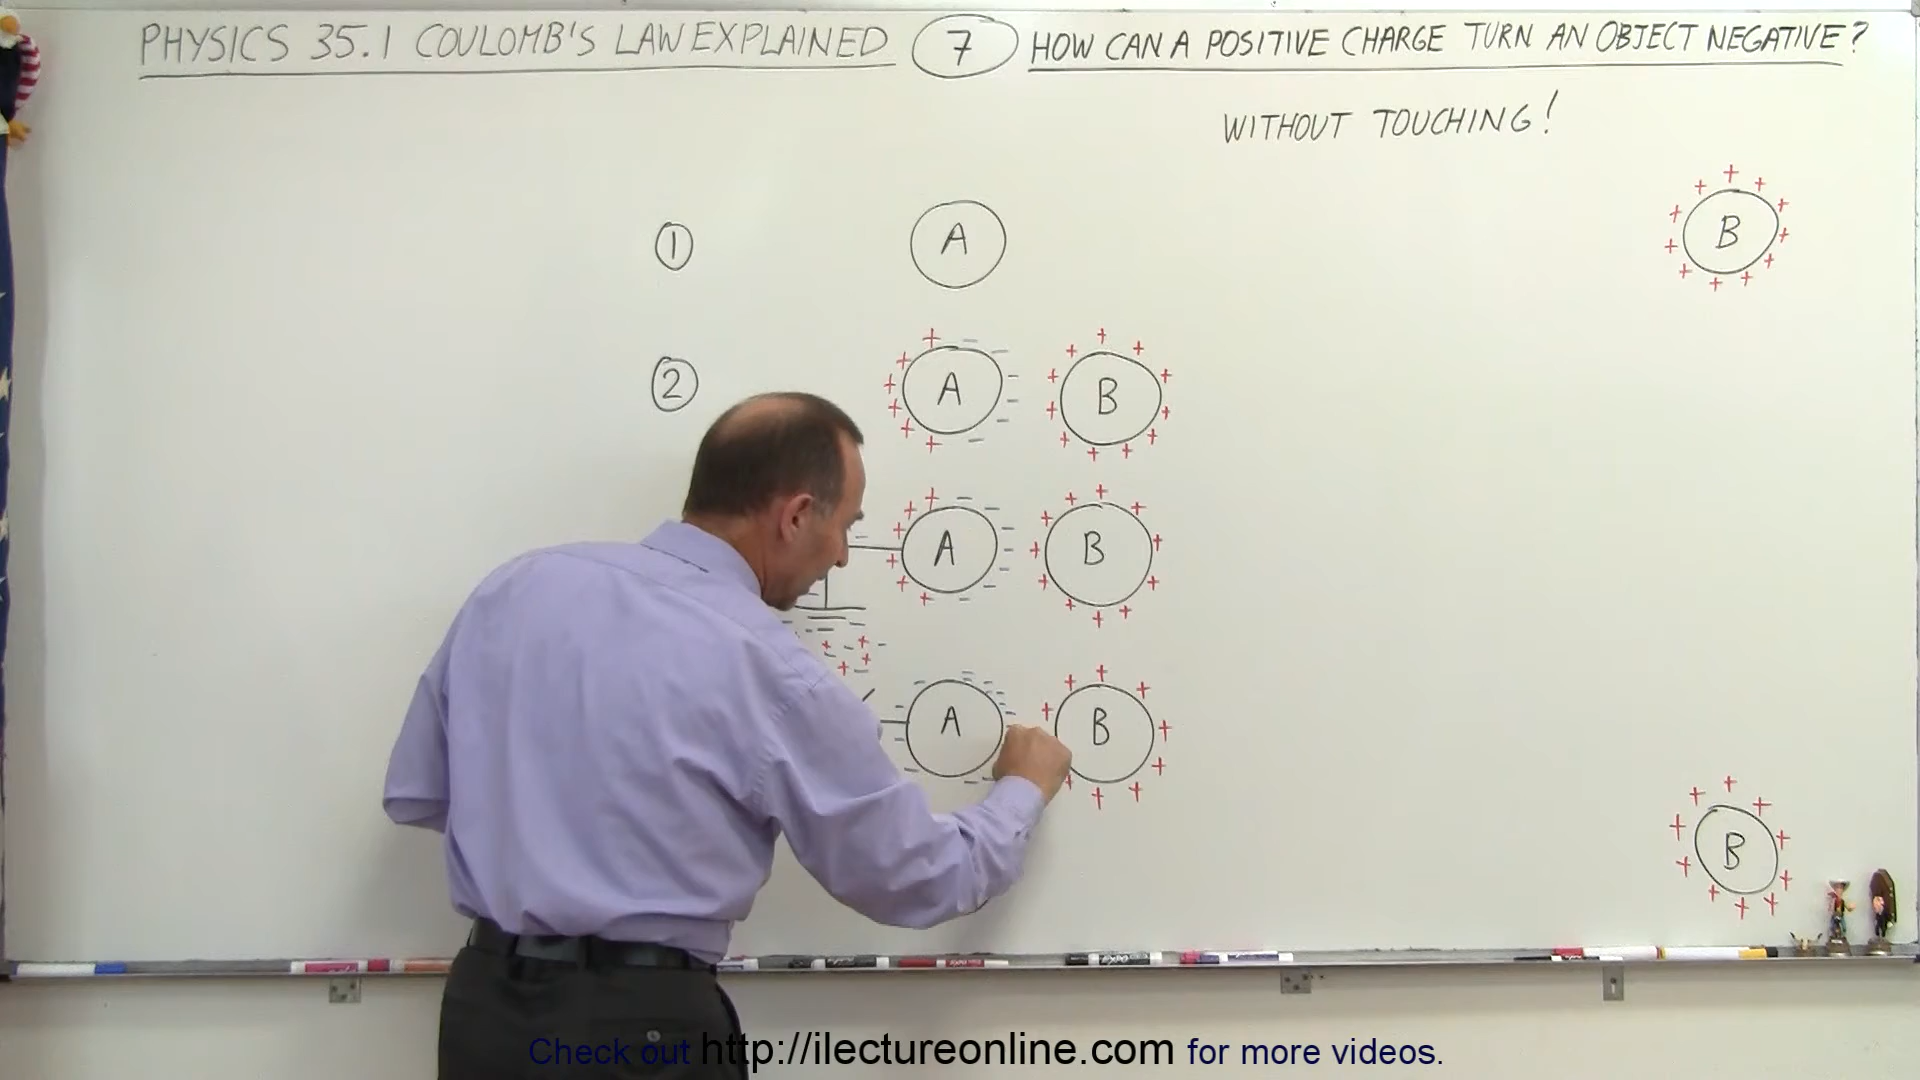 PHYSICS 35.1 COULOMB'S LAW EXPLAINED 7 HOW CAN A POSITIVE CHARGE TURN AN OBJECT NEGATIVE?
WITHOUT TOUCHING!
1 A B
2 A B
A B
A B
B
Check out http://ilectureonline.com for more videos.